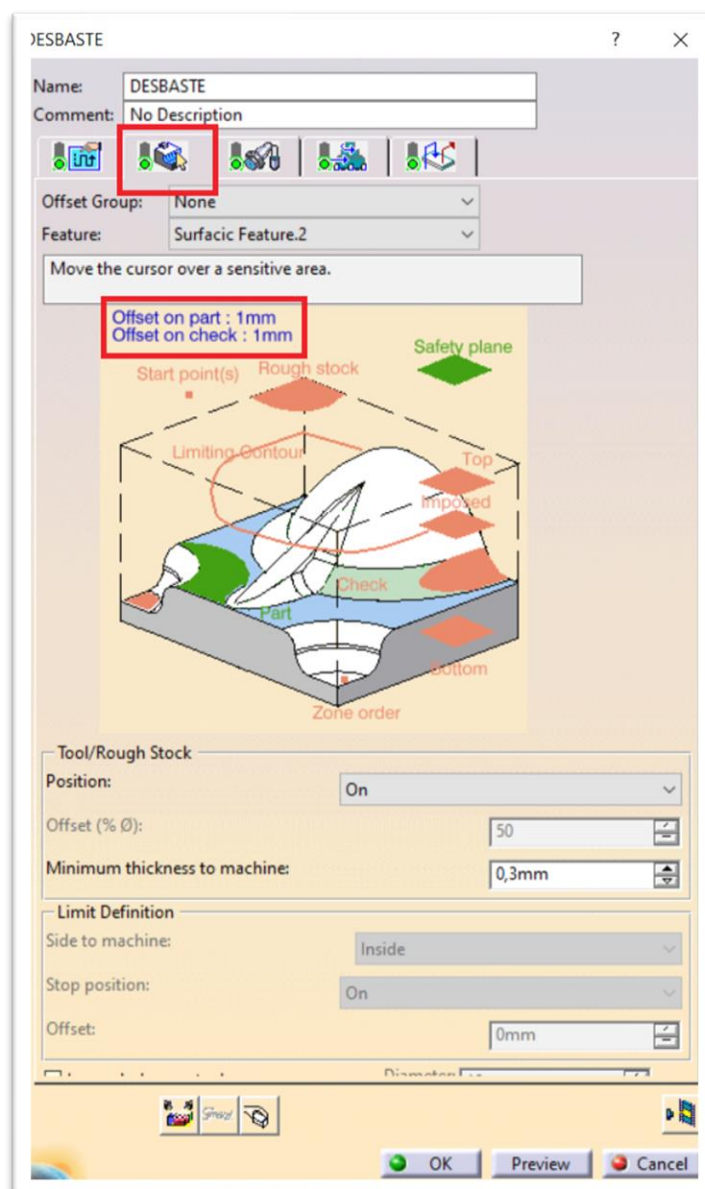 DESBASTE ? ×
Name: DESBASTE
Comment: No Description
Offset Group: None
Feature: Surfacic Feature.2
Move the cursor over a sensitive area.
Offset on part : 1mm
Offset on check : 1mm
Safety plane
Start point(s) Rough stock
Limiting Contour
Top
Imposed
Check
Part
Bottom
Zone order
Tool/Rough Stock
Position: On
Offset (% Ø): 50
Minimum thickness to machine: 0,3mm
Limit Definition
Side to machine: Inside
Stop position: On
Offset: 0mm
Diameter:
OK Preview Cancel